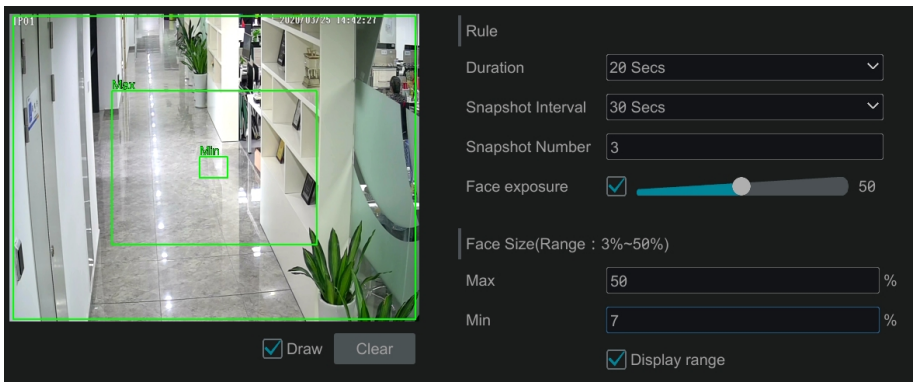 IP01
2020/03/25 14:42:27
Max
Min
Draw
Clear
Rule
Duration
20 Secs
Snapshot Interval
30 Secs
Snapshot Number
3
Face exposure
50
Face Size(Range : 3%~50%)
Max
50
%
Min
7
%
Display range